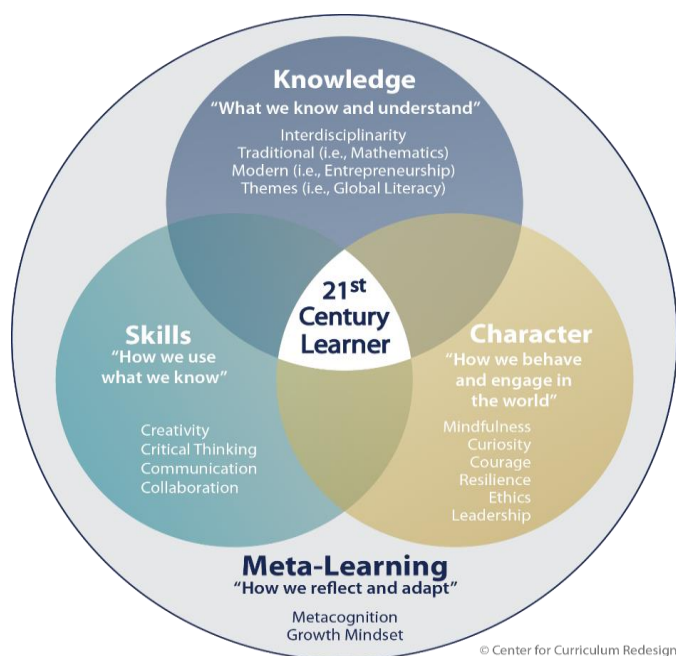 Knowledge
“What we know and understand”
Interdisciplinarity
Traditional (i.e., Mathematics)
Modern (i.e., Entrepreneurship)
Themes (i.e., Global Literacy)
21st
Century
Learner
Skills
“How we use
what we know”
Creativity
Critical Thinking
Communication
Collaboration
Character
“How we behave
and engage in
the world”
Mindfulness
Curiosity
Courage
Resilience
Ethics
Leadership
Meta-Learning
“How we reflect and adapt”
Metacognition
Growth Mindset
© Center for Curriculum Redesign